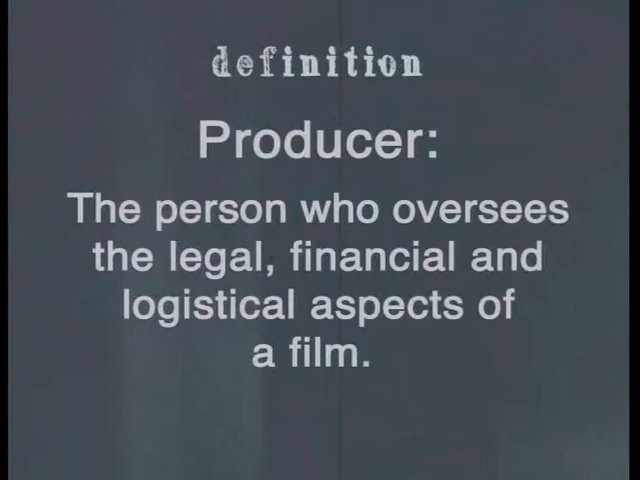 definition
Producer:
The person who oversees
the legal, financial and
logistical aspects of
a film.